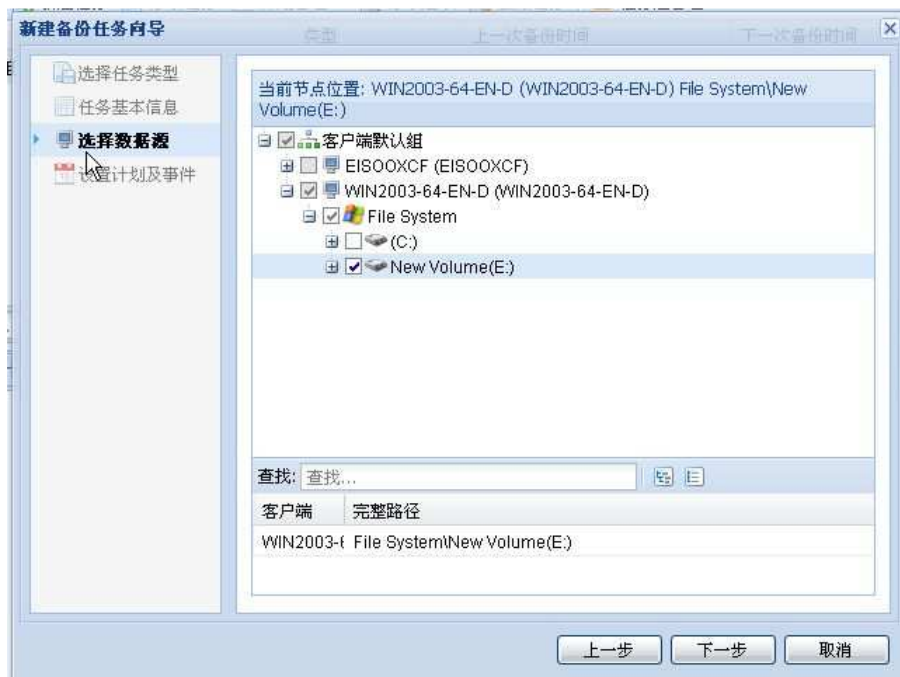 新建备份任务向导
类型 上一次备份时间 下一次备份时间
选择任务类型
任务基本信息
选择数据源
设置计划及事件
当前节点位置: WIN2003-64-EN-D (WIN2003-64-EN-D) File System\New
Volume(E:)
客户端默认组
EISOOXCF (EISOOXCF)
WIN2003-64-EN-D (WIN2003-64-EN-D)
File System
(C:)
New Volume(E:)
查找: 查找...
客户端 完整路径
WIN2003-6 File System\New Volume(E:)
上一步 下一步 取消